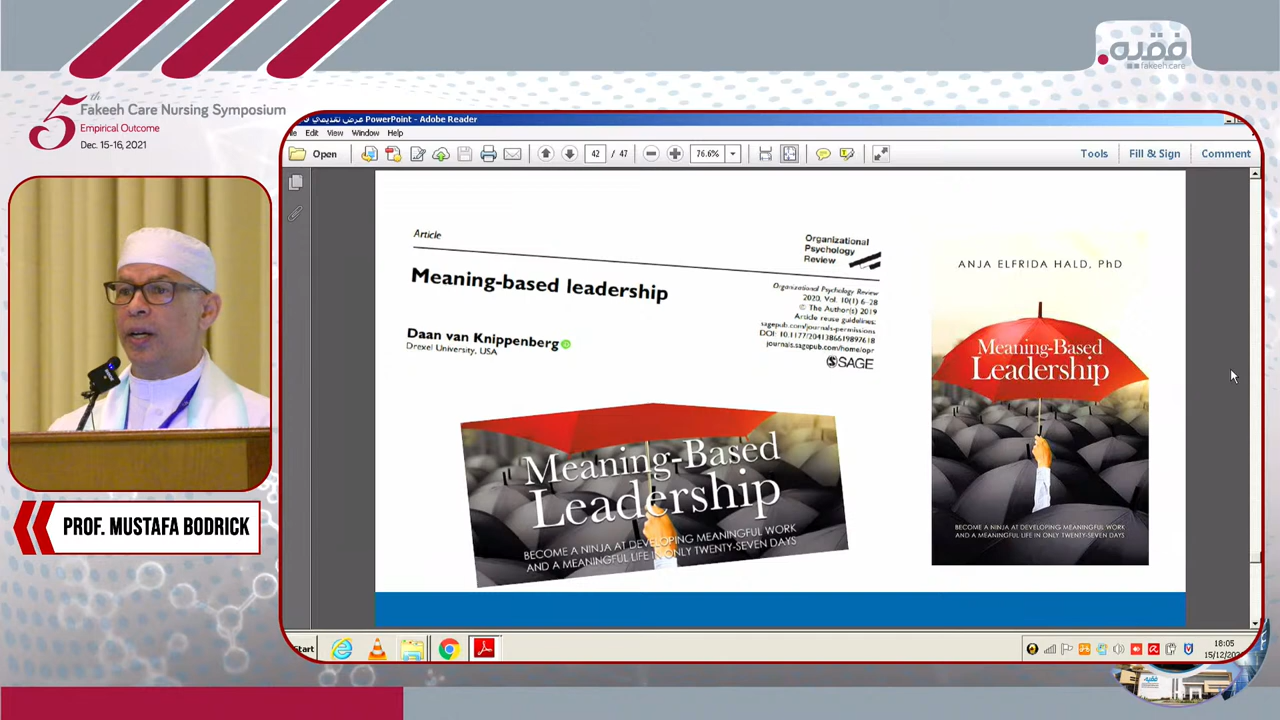 فقيه
fakeeh care
5th
Fakeeh Care Nursing Symposium
Empirical Outcome
Dec. 15-16, 2021
PROF. MUSTAFA BODRICK
PowerPoint - Adobe Reader عرض تقديمي
Edit View Window Help
Open
42 / 47
76.6%
Tools
Fill & Sign
Comment
Article
Organizational
Psychology
Review
Meaning-based leadership
Organizational Psychology Review
2020, Vol. 10(1) 6–28
© The Author(s) 2019
Article reuse guidelines:
sagepub.com/journals-permissions
DOI: 10.1177/2041386619897618
journals.sagepub.com/home/opr
SAGE
Daan van Knippenberg
Drexel University, USA
Meaning-Based
Leadership
BECOME A NINJA AT DEVELOPING MEANINGFUL WORK
AND A MEANINGFUL LIFE IN ONLY TWENTY-SEVEN DAYS
ANJA ELFRIDA HALD, PhD
Meaning-Based
Leadership
BECOME A NINJA AT DEVELOPING MEANINGFUL WORK
AND A MEANINGFUL LIFE IN ONLY TWENTY-SEVEN DAYS
18:05